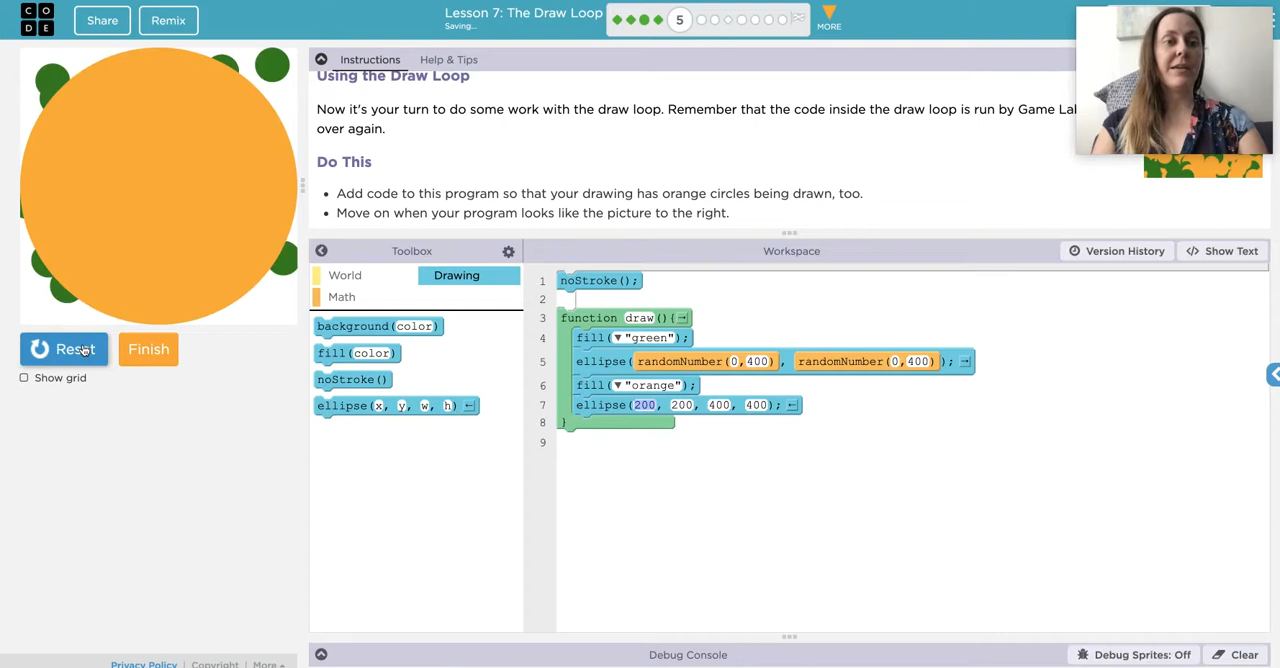 C O
D E
Share
Remix
Lesson 7: The Draw Loop
Saving...
5
MORE
Instructions
Help & Tips
Using the Draw Loop
Now it's your turn to do some work with the draw loop. Remember that the code inside the draw loop is run by Game
over again.
Do This
Add code to this program so that your drawing has orange circles being drawn, too.
Move on when your program looks like the picture to the right.
Reset
Finish
Show grid
Toolbox
Workspace
Version History
</> Show Text
World
Drawing
Math
background(color)
fill(color)
noStroke()
ellipse(x, y, w, h)
1 noStroke();
2
3 function draw(){
4 fill("green");
5 ellipse(randomNumber(0,400), randomNumber(0,400));
6 fill("orange");
7 ellipse(200, 200, 400, 400);
8 }
9
Privacy Policy | Copyright | More
Debug Console
Debug Sprites: Off
Clear